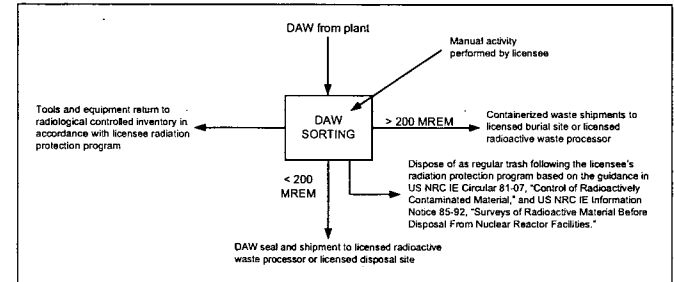 DAW from plant
Manual activity
performed by licensee
Tools and equipment return to
radiological controlled inventory in
accordance with licensee radiation
protection program
DAW
SORTING
> 200 MREM
Containerized waste shipments to
licensed burial site or licensed
radioactive waste processor
< 200
MREM
Dispose of as regular trash following the licensee's
radiation protection program based on the guidance in
US NRC IE Circular 81-07, "Control of Radioactively
Contaminated Material," and US NRC IE Information
Notice 85-92, "Surveys of Radioactive Material Before
Disposal From Nuclear Reactor Facilities."
DAW seal and shipment to licensed radioactive
waste processor or licensed disposal site